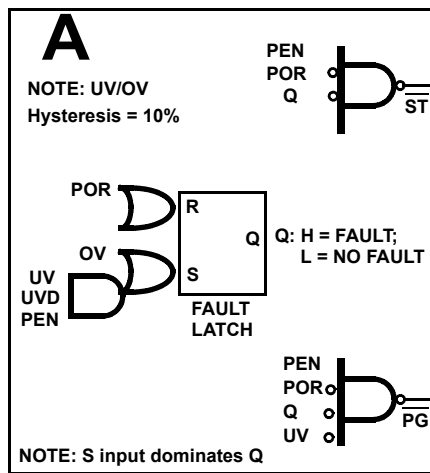 A
NOTE: UV/OV
Hysteresis = 10%
PEN
POR
Q
ST
POR
R
OV
Q
Q: H = FAULT;
L = NO FAULT
UV
UVD
PEN
S
FAULT
LATCH
PEN
POR
Q
UV
PG
NOTE: S input dominates Q